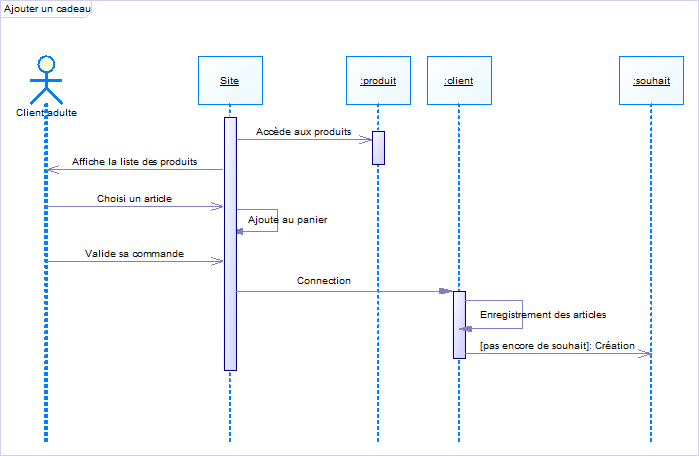 Ajouter un cadeau
Site
:produit
:client
:souhait
Client adulte
Accède aux produits
Affiche la liste des produits
Choisi un article
Ajoute au panier
Valide sa commande
Connection
Enregistrement des articles
[pas encore de souhait]: Création